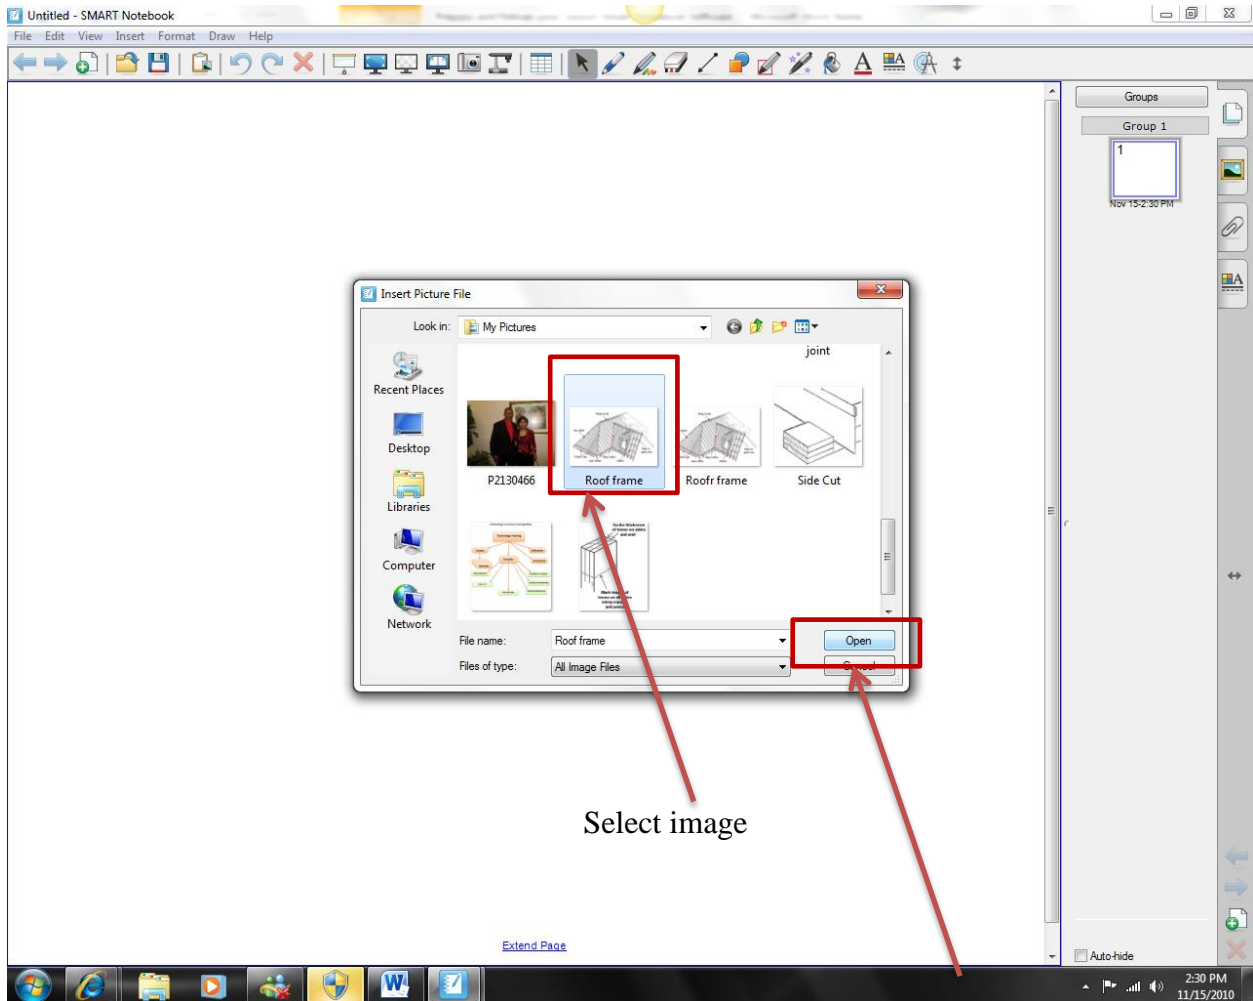 Untitled - SMART Notebook
File Edit View Insert Format Draw Help
Groups
Group 1
1
Nov 15-2:30 PM
Insert Picture File
Look in: My Pictures
joint
Recent Places
Desktop
Libraries
Computer
Network
P2130466 Roof frame Roofr frame Side Cut
File name: Roof frame Open
Files of type: All Image Files
Select image
Extend Page
Auto-hide
2:30 PM
11/15/2010